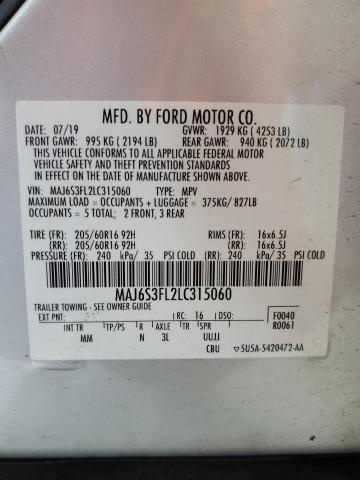 MFD. BY FORD MOTOR CO.
DATE: 07/19 GVWR: 1929 KG ( 4253 LB)
FRONT GAWR: 995 KG ( 2194 LB) REAR GAWR: 940 KG ( 2072 LB)
THIS VEHICLE CONFORMS TO ALL APPLICABLE FEDERAL MOTOR
VEHICLE SAFETY AND THEFT PREVENTION STANDARDS
IN EFFECT ON THE DATE OF MANUFACTURE SHOWN ABOVE.
VIN: MAJ6S3FL2LC315060 TYPE: MPV
MAXIMUM LOAD = OCCUPANTS + LUGGAGE = 375KG/ 827LB
OCCUPANTS = 5 TOTAL; 2 FRONT, 3 REAR
TIRE (FR): 205/60R16 92H RIMS (FR): 16x6.5J
(RR): 205/60R16 92H (RR): 16x6.5J
PRESSURE (FR): 240 kPa/ 35 PSI COLD (RR): 240 kPa/ 35 PSI COLD
MAJ6S3FL2LC315060
TRAILER TOWING - SEE OWNER GUIDE
EXT PNT: RC: 16 DSO: F0040
R0061
INT TR TP/PS R AXLE TR SPR
MM N 3L UUJJ
CBU SU5A-5420472-AA